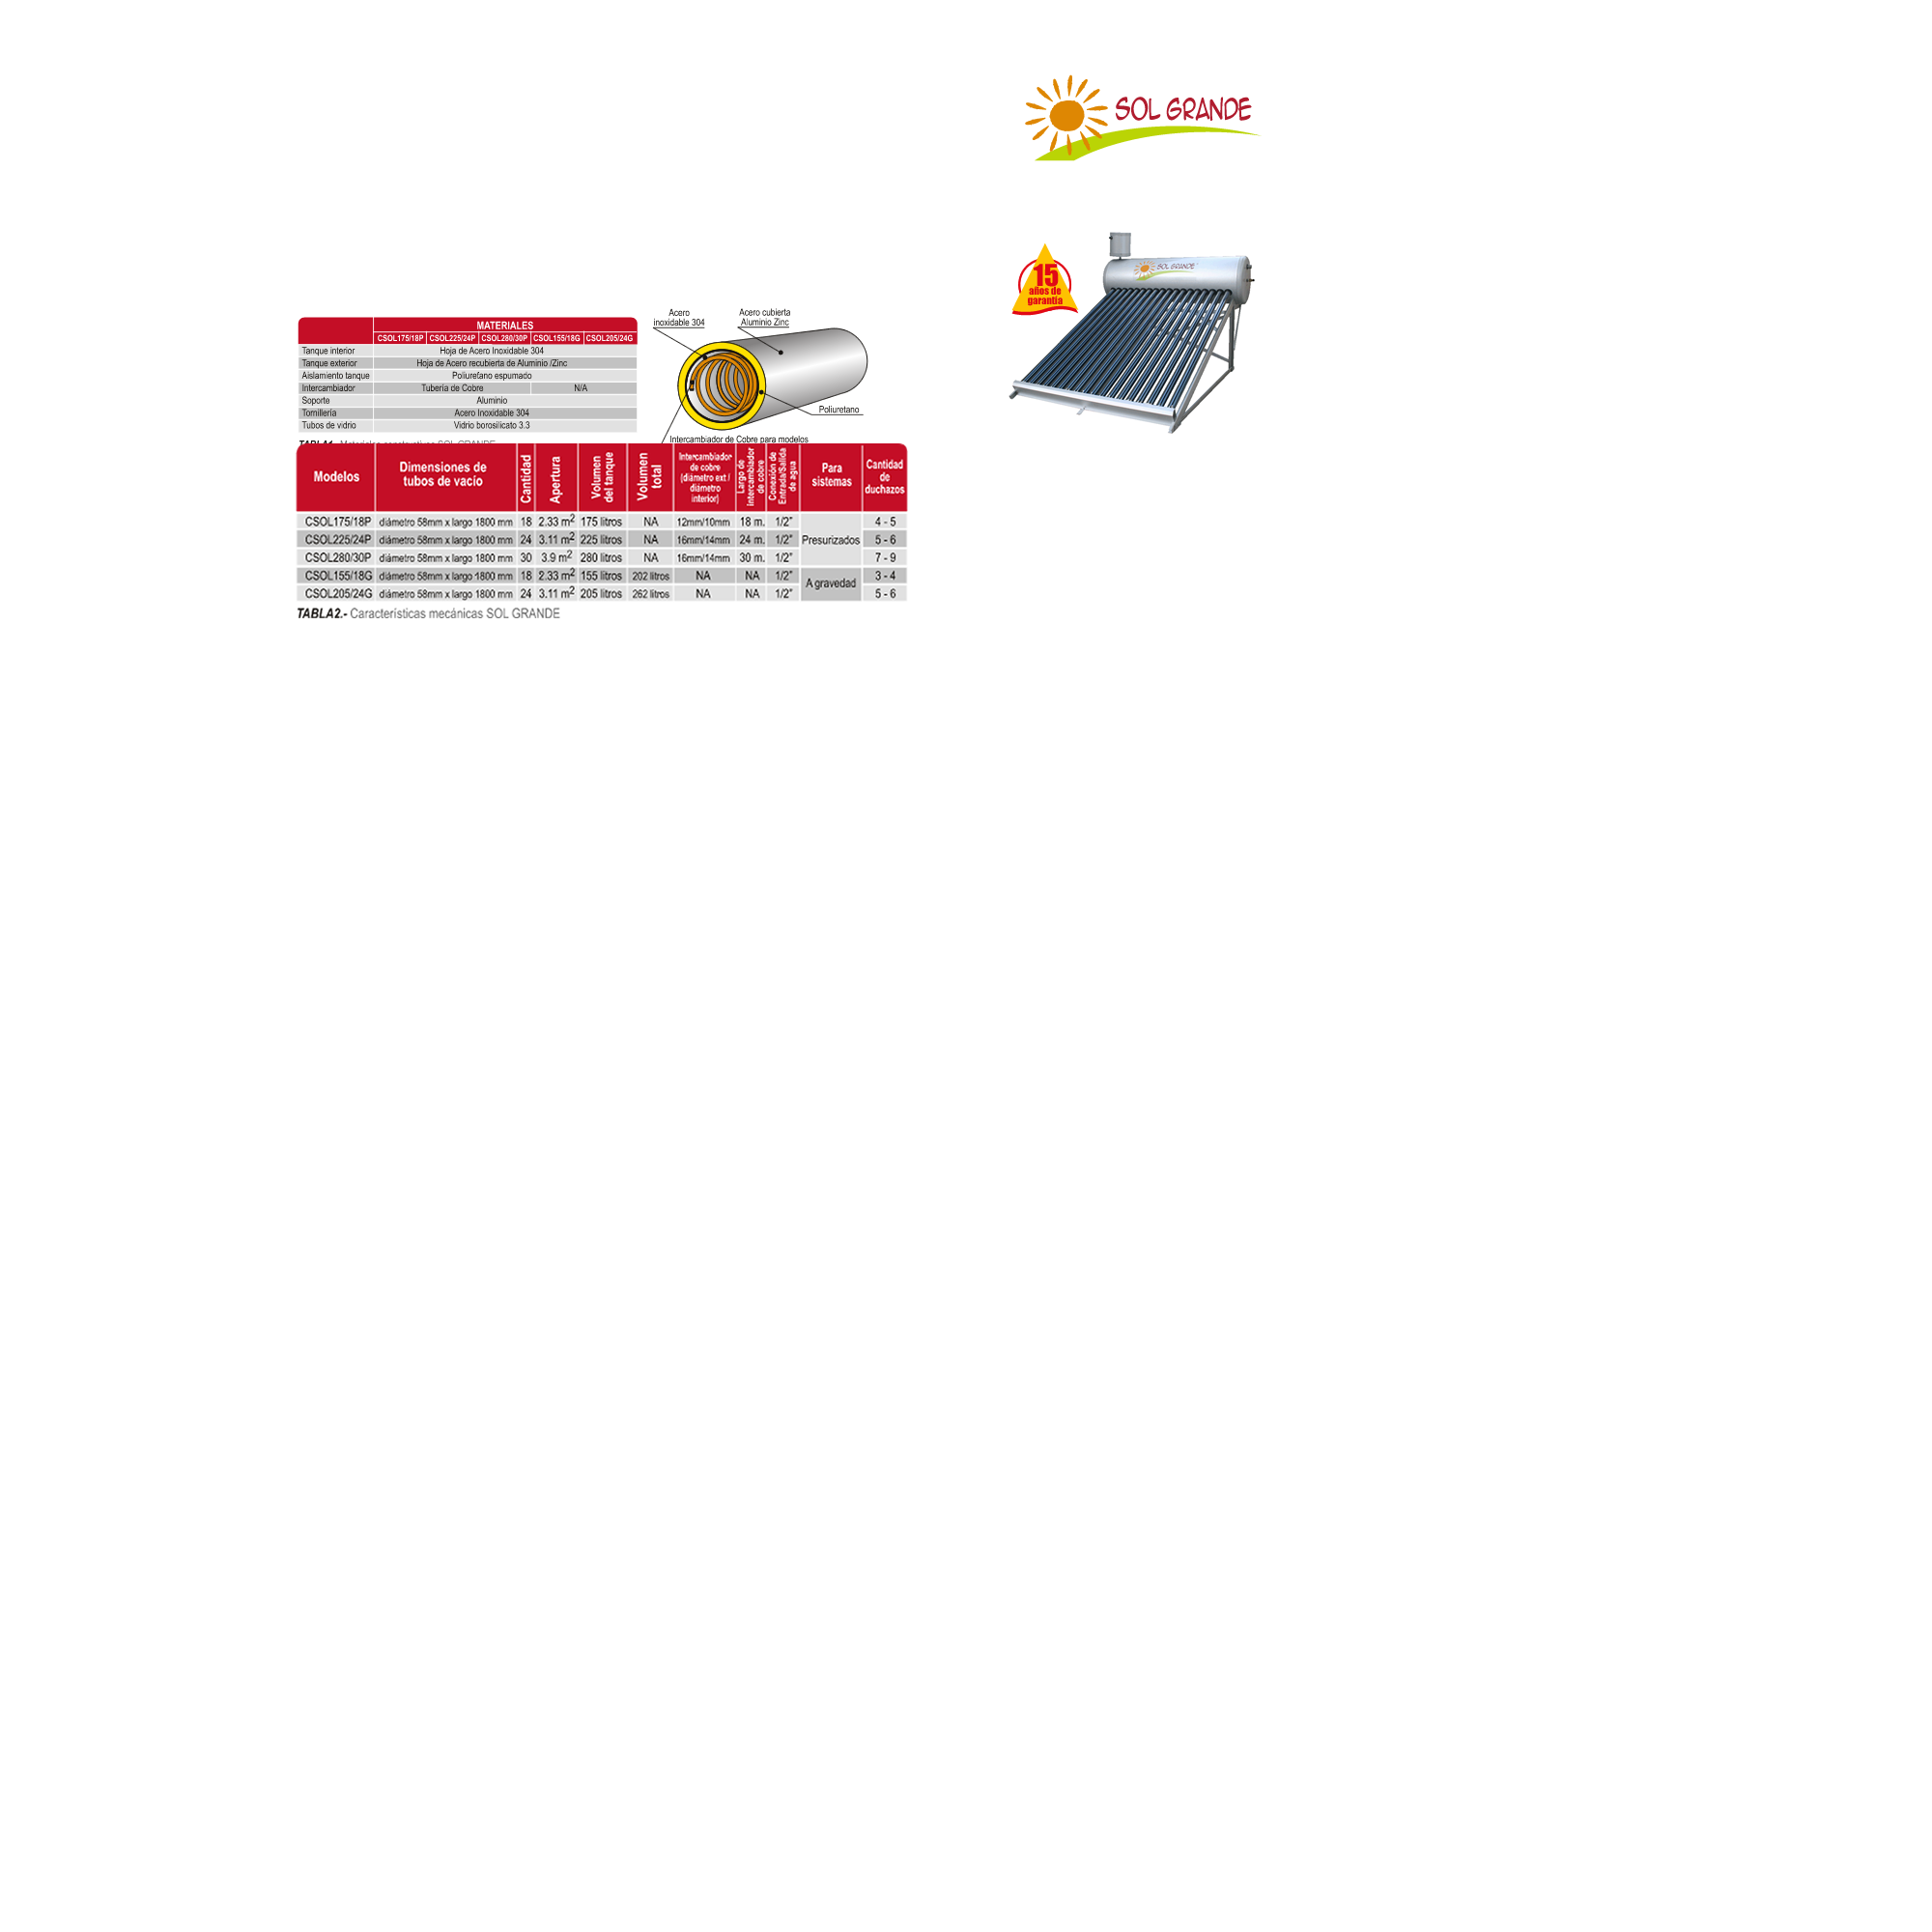 SOL GRANDE
SOL GRANDE
15
años de
garantía
MATERIALES
CSOL175/18P CSOL225/24P CSOL280/30P CSOL155/18G CSOL205/24G
Tanque interior Hoja de Acero Inoxidable 304
Tanque exterior Hoja de Acero recubierta de Aluminio /Zinc
Aislamiento tanque Poliuretano espumado
Intercambiador Tubería de Cobre N/A
Soporte Aluminio
Tornillería Acero Inoxidable 304
Tubos de vidrio Vidrio borosilicato 3.3
TABLA1.- Materiales constructivos SOL GRANDE
Acero
inoxidable 304
Acero cubierta
Aluminio Zinc
Poliuretano
Intercambiador de Cobre para modelos
Modelos Dimensiones de tubos de vacío Cantidad Apertura Volumen del tanque Volumen total Intercambiador de cobre (diámetro ext / diámetro interior) Largo de Intercambiador de cobre Conexión de Entrada/Salida de agua Para sistemas Cantidad de duchazos
CSOL175/18P diámetro 58mm x largo 1800 mm 18 2.33 m2 175 litros NA 12mm/10mm 18 m. 1/2" 4 - 5
CSOL225/24P diámetro 58mm x largo 1800 mm 24 3.11 m2 225 litros NA 16mm/14mm 24 m. 1/2" Presurizados 5 - 6
CSOL280/30P diámetro 58mm x largo 1800 mm 30 3.9 m2 280 litros NA 16mm/14mm 30 m. 1/2" 7 - 9
CSOL155/18G diámetro 58mm x largo 1800 mm 18 2.33 m2 155 litros 202 litros NA NA 1/2" A gravedad 3 - 4
CSOL205/24G diámetro 58mm x largo 1800 mm 24 3.11 m2 205 litros 262 litros NA NA 1/2" 5 - 6
TABLA2.- Características mecánicas SOL GRANDE